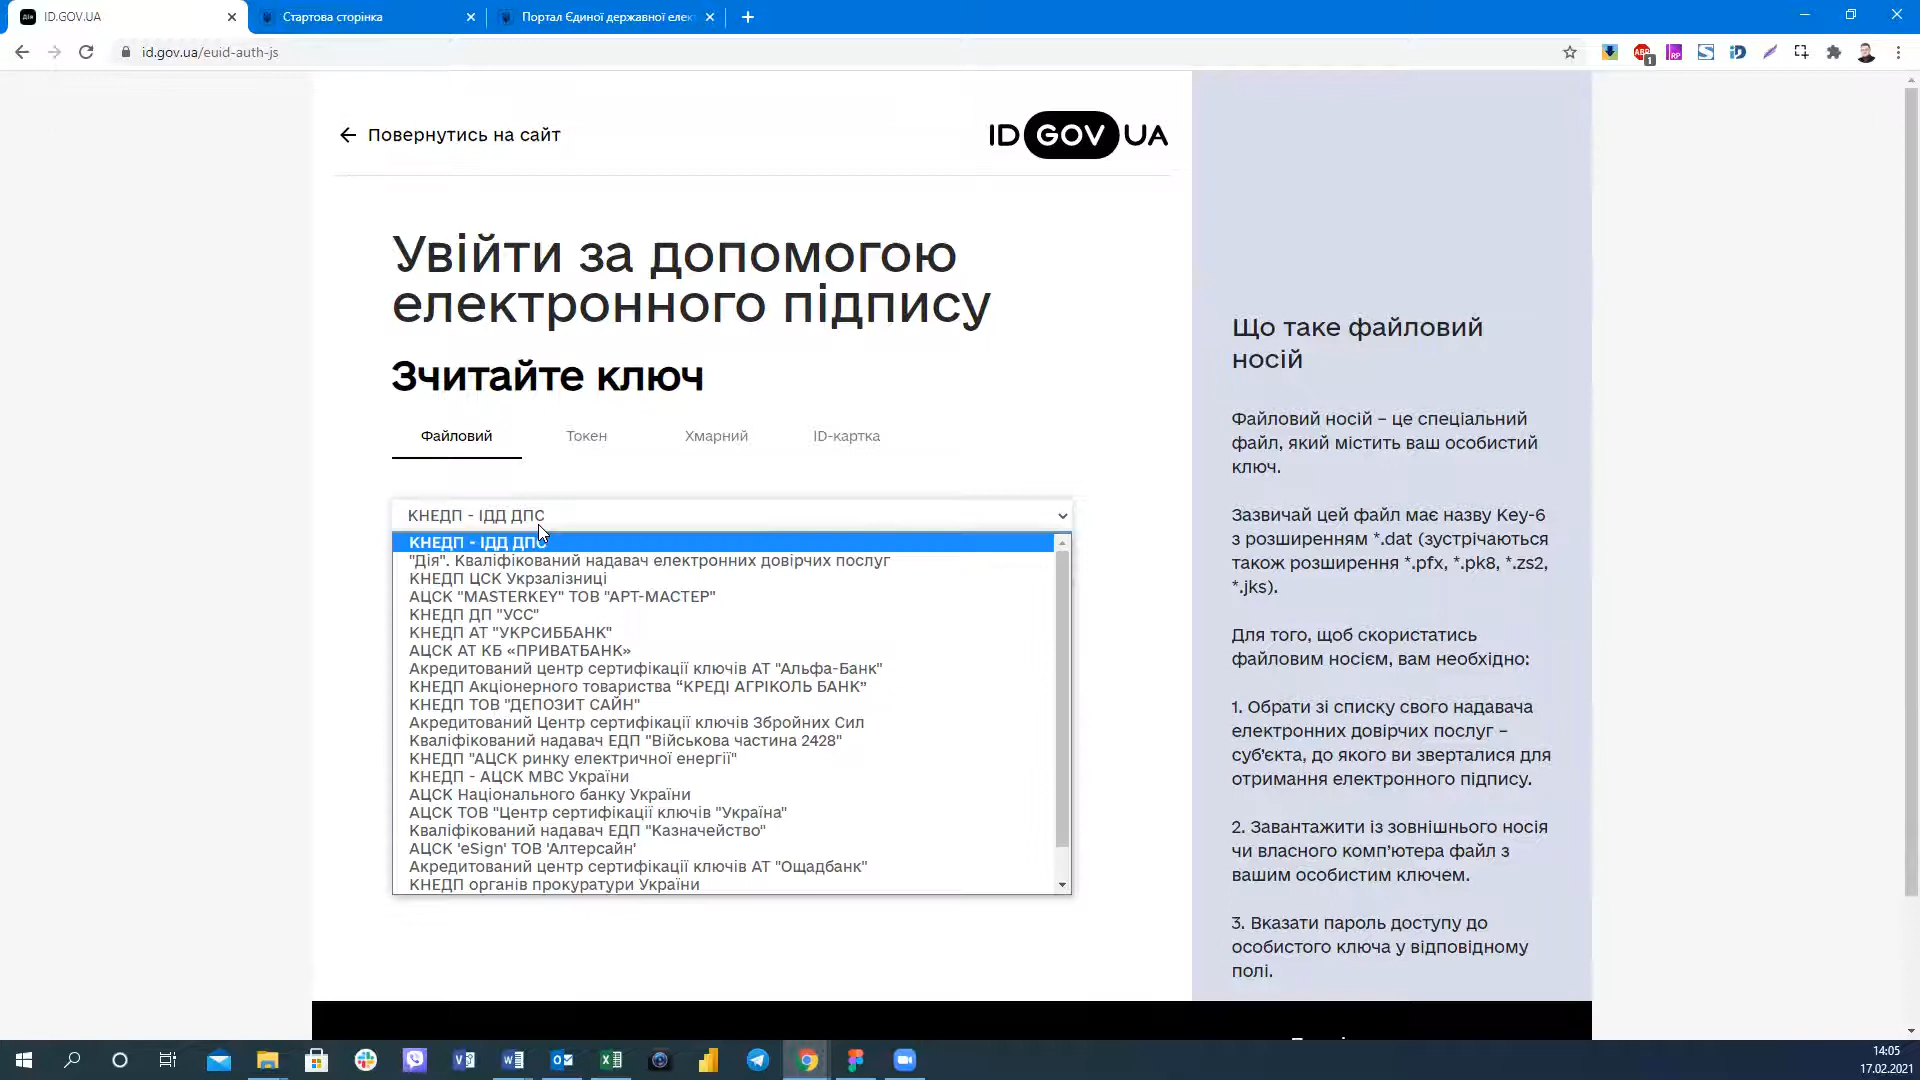 ID.GOV.UA
Стартова сторінка
Портал Єдиної державної елек
id.gov.ua/euid-auth-js
Повернутись на сайт
ID GOV UA
Увійти за допомогою
електронного підпису
Зчитайте ключ
Файловий
Токен
Хмарний
ID-картка
КНЕДП - ІДД ДПС
КНЕДП - ІДД ДПС
"Дія". Кваліфікований надавач електронних довірчих послуг
КНЕДП ЦСК Укрзалізниці
АЦСК "MASTERKEY" ТОВ "АРТ-МАСТЕР"
КНЕДП ДП "УСС"
КНЕДП АТ "УКРСИББАНК"
АЦСК АТ КБ «ПРИВАТБАНК»
Акредитований центр сертифікації ключів АТ "Альфа-Банк"
КНЕДП Акціонерного товариства “КРЕДІ АГРІКОЛЬ БАНК”
КНЕДП ТОВ "ДЕПОЗИТ САЙН"
Акредитований Центр сертифікації ключів Збройних Сил
Кваліфікований надавач ЕДП "Військова частина 2428"
КНЕДП "АЦСК ринку електричної енергії"
КНЕДП - АЦСК МВС України
АЦСК Національного банку України
АЦСК ТОВ "Центр сертифікації ключів "Україна"
Кваліфікований надавач ЕДП "Казначейство"
АЦСК 'eSign' ТОВ 'Алтерсайн'
Акредитований центр сертифікації ключів АТ "Ощадбанк"
КНЕДП органів прокуратури України
Що таке файловий
носій
Файловий носій – це спеціальний
файл, який містить ваш особистий
ключ.
Зазвичай цей файл має назву Key-6
з розширенням *.dat (зустрічаються
також розширення *.pfx, *.pk8, *.zs2,
*.jks).
Для того, щоб скористатись
файловим носієм, вам необхідно:
1. Обрати зі списку свого надавача
електронних довірчих послуг –
суб’єкта, до якого ви зверталися для
отримання електронного підпису.
2. Завантажити із зовнішнього носія
чи власного комп’ютера файл з
вашим особистим ключем.
3. Вказати пароль доступу до
особистого ключа у відповідному
полі.
14:05
17.02.2021